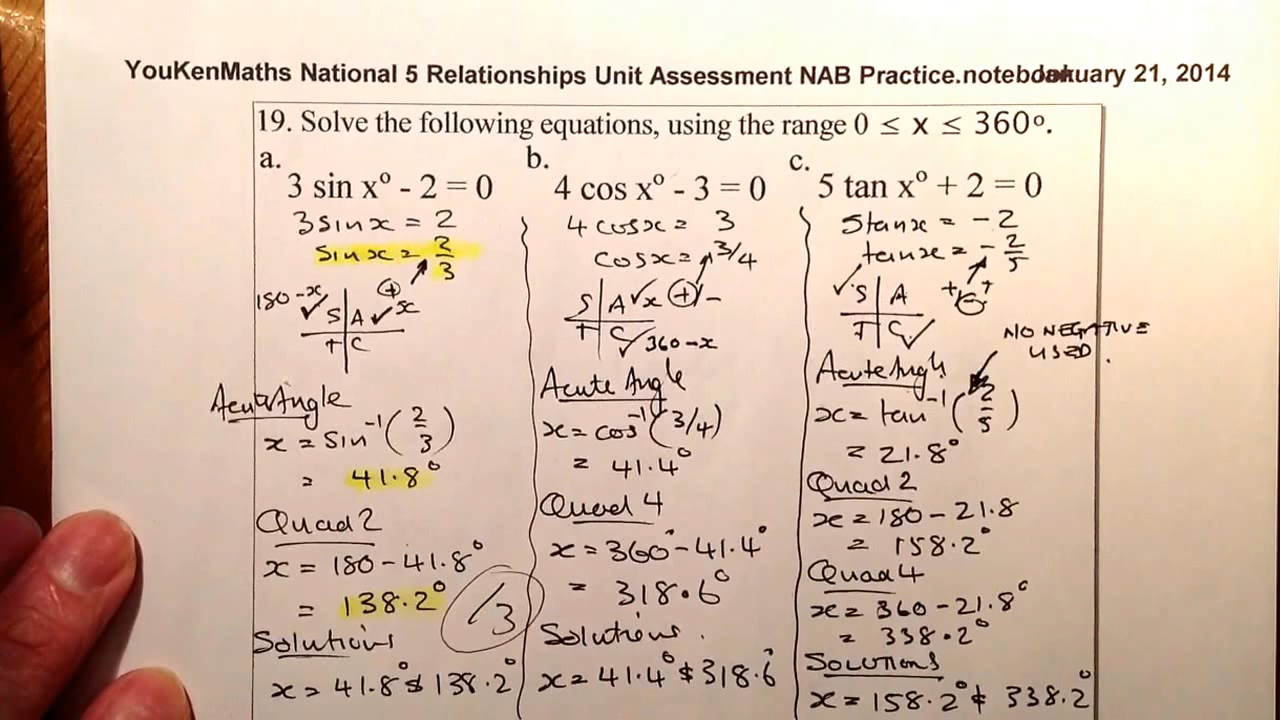 YouKenMaths National 5 Relationships Unit Assessment NAB Practice.notebook January 21, 2014
19. Solve the following equations, using the range 0 ≤ x ≤ 360°.
a.
3 sin x° - 2 = 0
3sinx = 2
sinx = 2/3
180-x ✓ S A ✓ x +
T C
Acute Angle
x = sin⁻¹(2/3)
= 41.8°
Quad 2
x = 180 - 41.8°
= 138.2°
/3
Solutions
x = 41.8° & 138.2°
b.
4 cos x° - 3 = 0
4cosx = 3
cosx = 3/4
S A ✓ x + -
T C ✓ 360-x
Acute Angle
x = cos⁻¹(3/4)
= 41.4°
Quad 4
x = 360° - 41.4°
= 318.6°
Solutions.
x = 41.4° & 318.6°
c.
5 tan x° + 2 = 0
5tanx = -2
tanx = -2/5
✓ S A + - +
T C ✓
NO NEGATIVE
USED.
Acute Angle
x = tan⁻¹(2/5)
= 21.8°
Quad 2
x = 180 - 21.8
= 158.2°
Quad 4
x = 360 - 21.8°
= 338.2°
Solutions
x = 158.2° & 338.2°